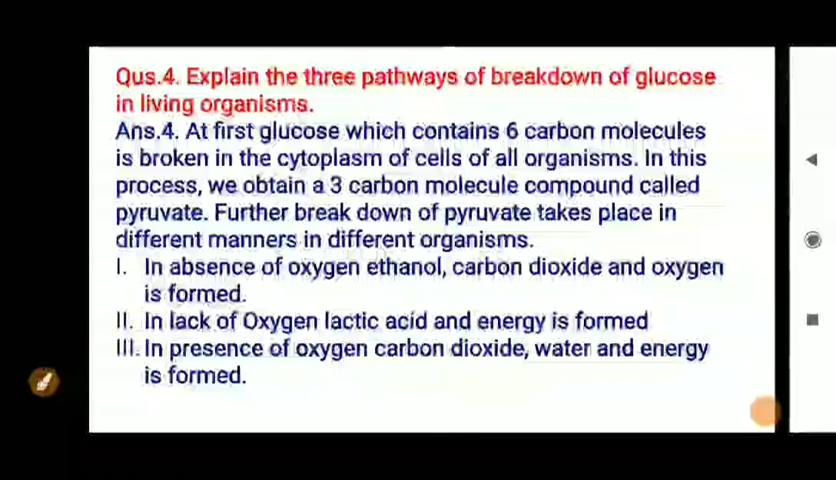 Qus.4. Explain the three pathways of breakdown of glucose
in living organisms.
Ans.4. At first glucose which contains 6 carbon molecules
is broken in the cytoplasm of cells of all organisms. In this
process, we obtain a 3 carbon molecule compound called
pyruvate. Further break down of pyruvate takes place in
different manners in different organisms.
I. In absence of oxygen ethanol, carbon dioxide and oxygen
is formed.
II. In lack of Oxygen lactic acid and energy is formed
III. In presence of oxygen carbon dioxide, water and energy
is formed.